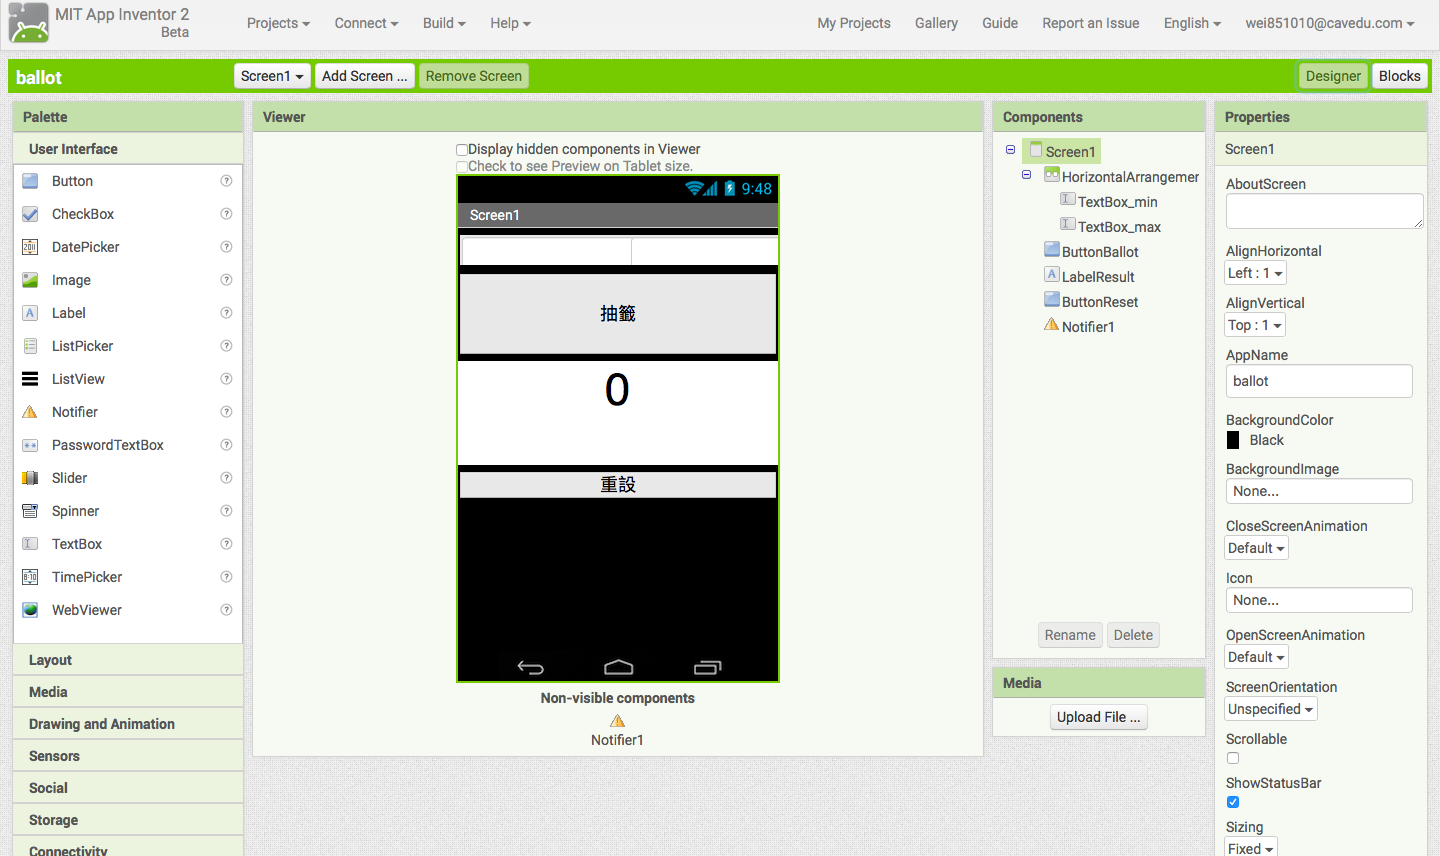 MIT App Inventor 2
Beta
Projects Connect Build Help My Projects Gallery Guide Report an Issue English wei851010@cavedu.com
ballot Screen1 Add Screen ... Remove Screen Designer Blocks
Palette
User Interface
Button
CheckBox
DatePicker
Image
Label
ListPicker
ListView
Notifier
PasswordTextBox
Slider
Spinner
TextBox
TimePicker
WebViewer
Layout
Media
Drawing and Animation
Sensors
Social
Storage
Connectivity
Viewer
Display hidden components in Viewer
Check to see Preview on Tablet size.
9:48
Screen1
抽籤
0
重設
Non-visible components
Notifier1
Components
Screen1
HorizontalArrangemer
TextBox_min
TextBox_max
ButtonBallot
LabelResult
ButtonReset
Notifier1
Rename Delete
Media
Upload File ...
Properties
Screen1
AboutScreen
AlignHorizontal
Left : 1
AlignVertical
Top : 1
AppName
ballot
BackgroundColor
Black
BackgroundImage
None...
CloseScreenAnimation
Default
Icon
None...
OpenScreenAnimation
Default
ScreenOrientation
Unspecified
Scrollable
ShowStatusBar
Sizing
Fixed